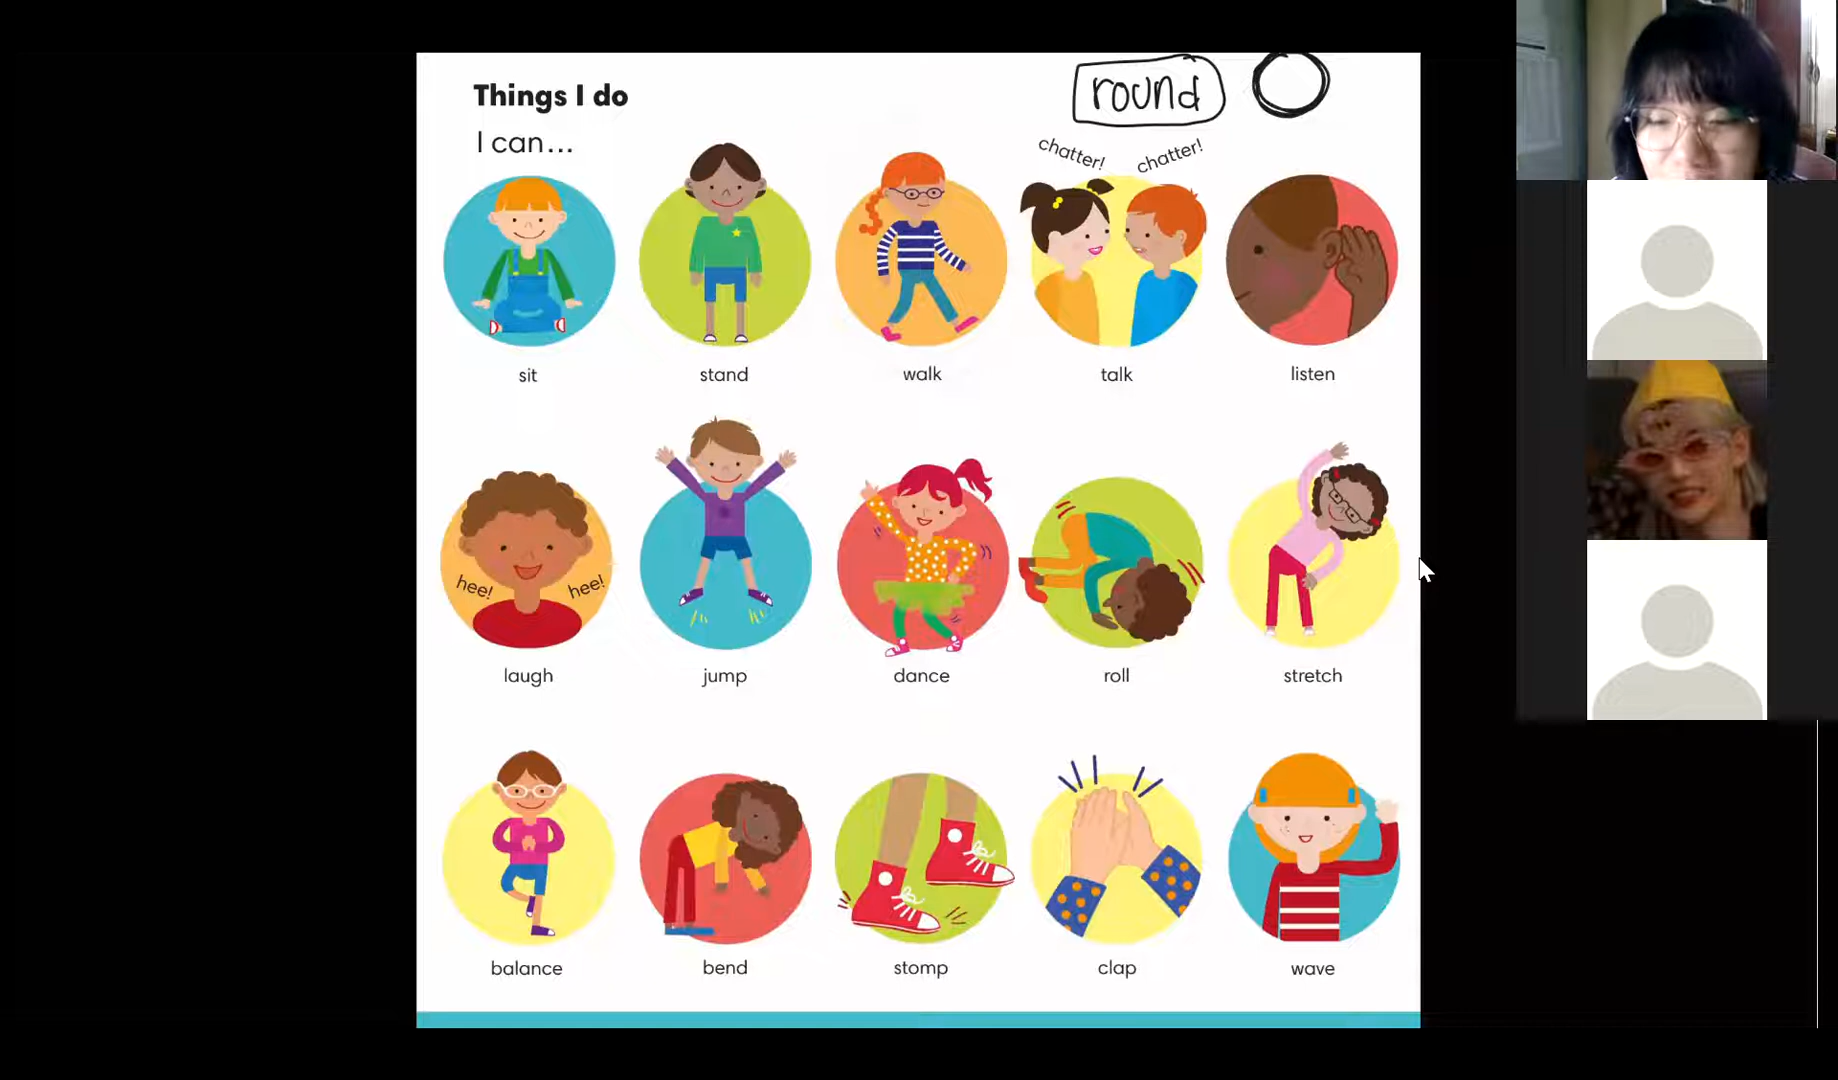 Things I do
round
I can...
chatter! chatter!
sit stand walk talk listen
hee! hee!
laugh jump dance roll stretch
balance bend stomp clap wave